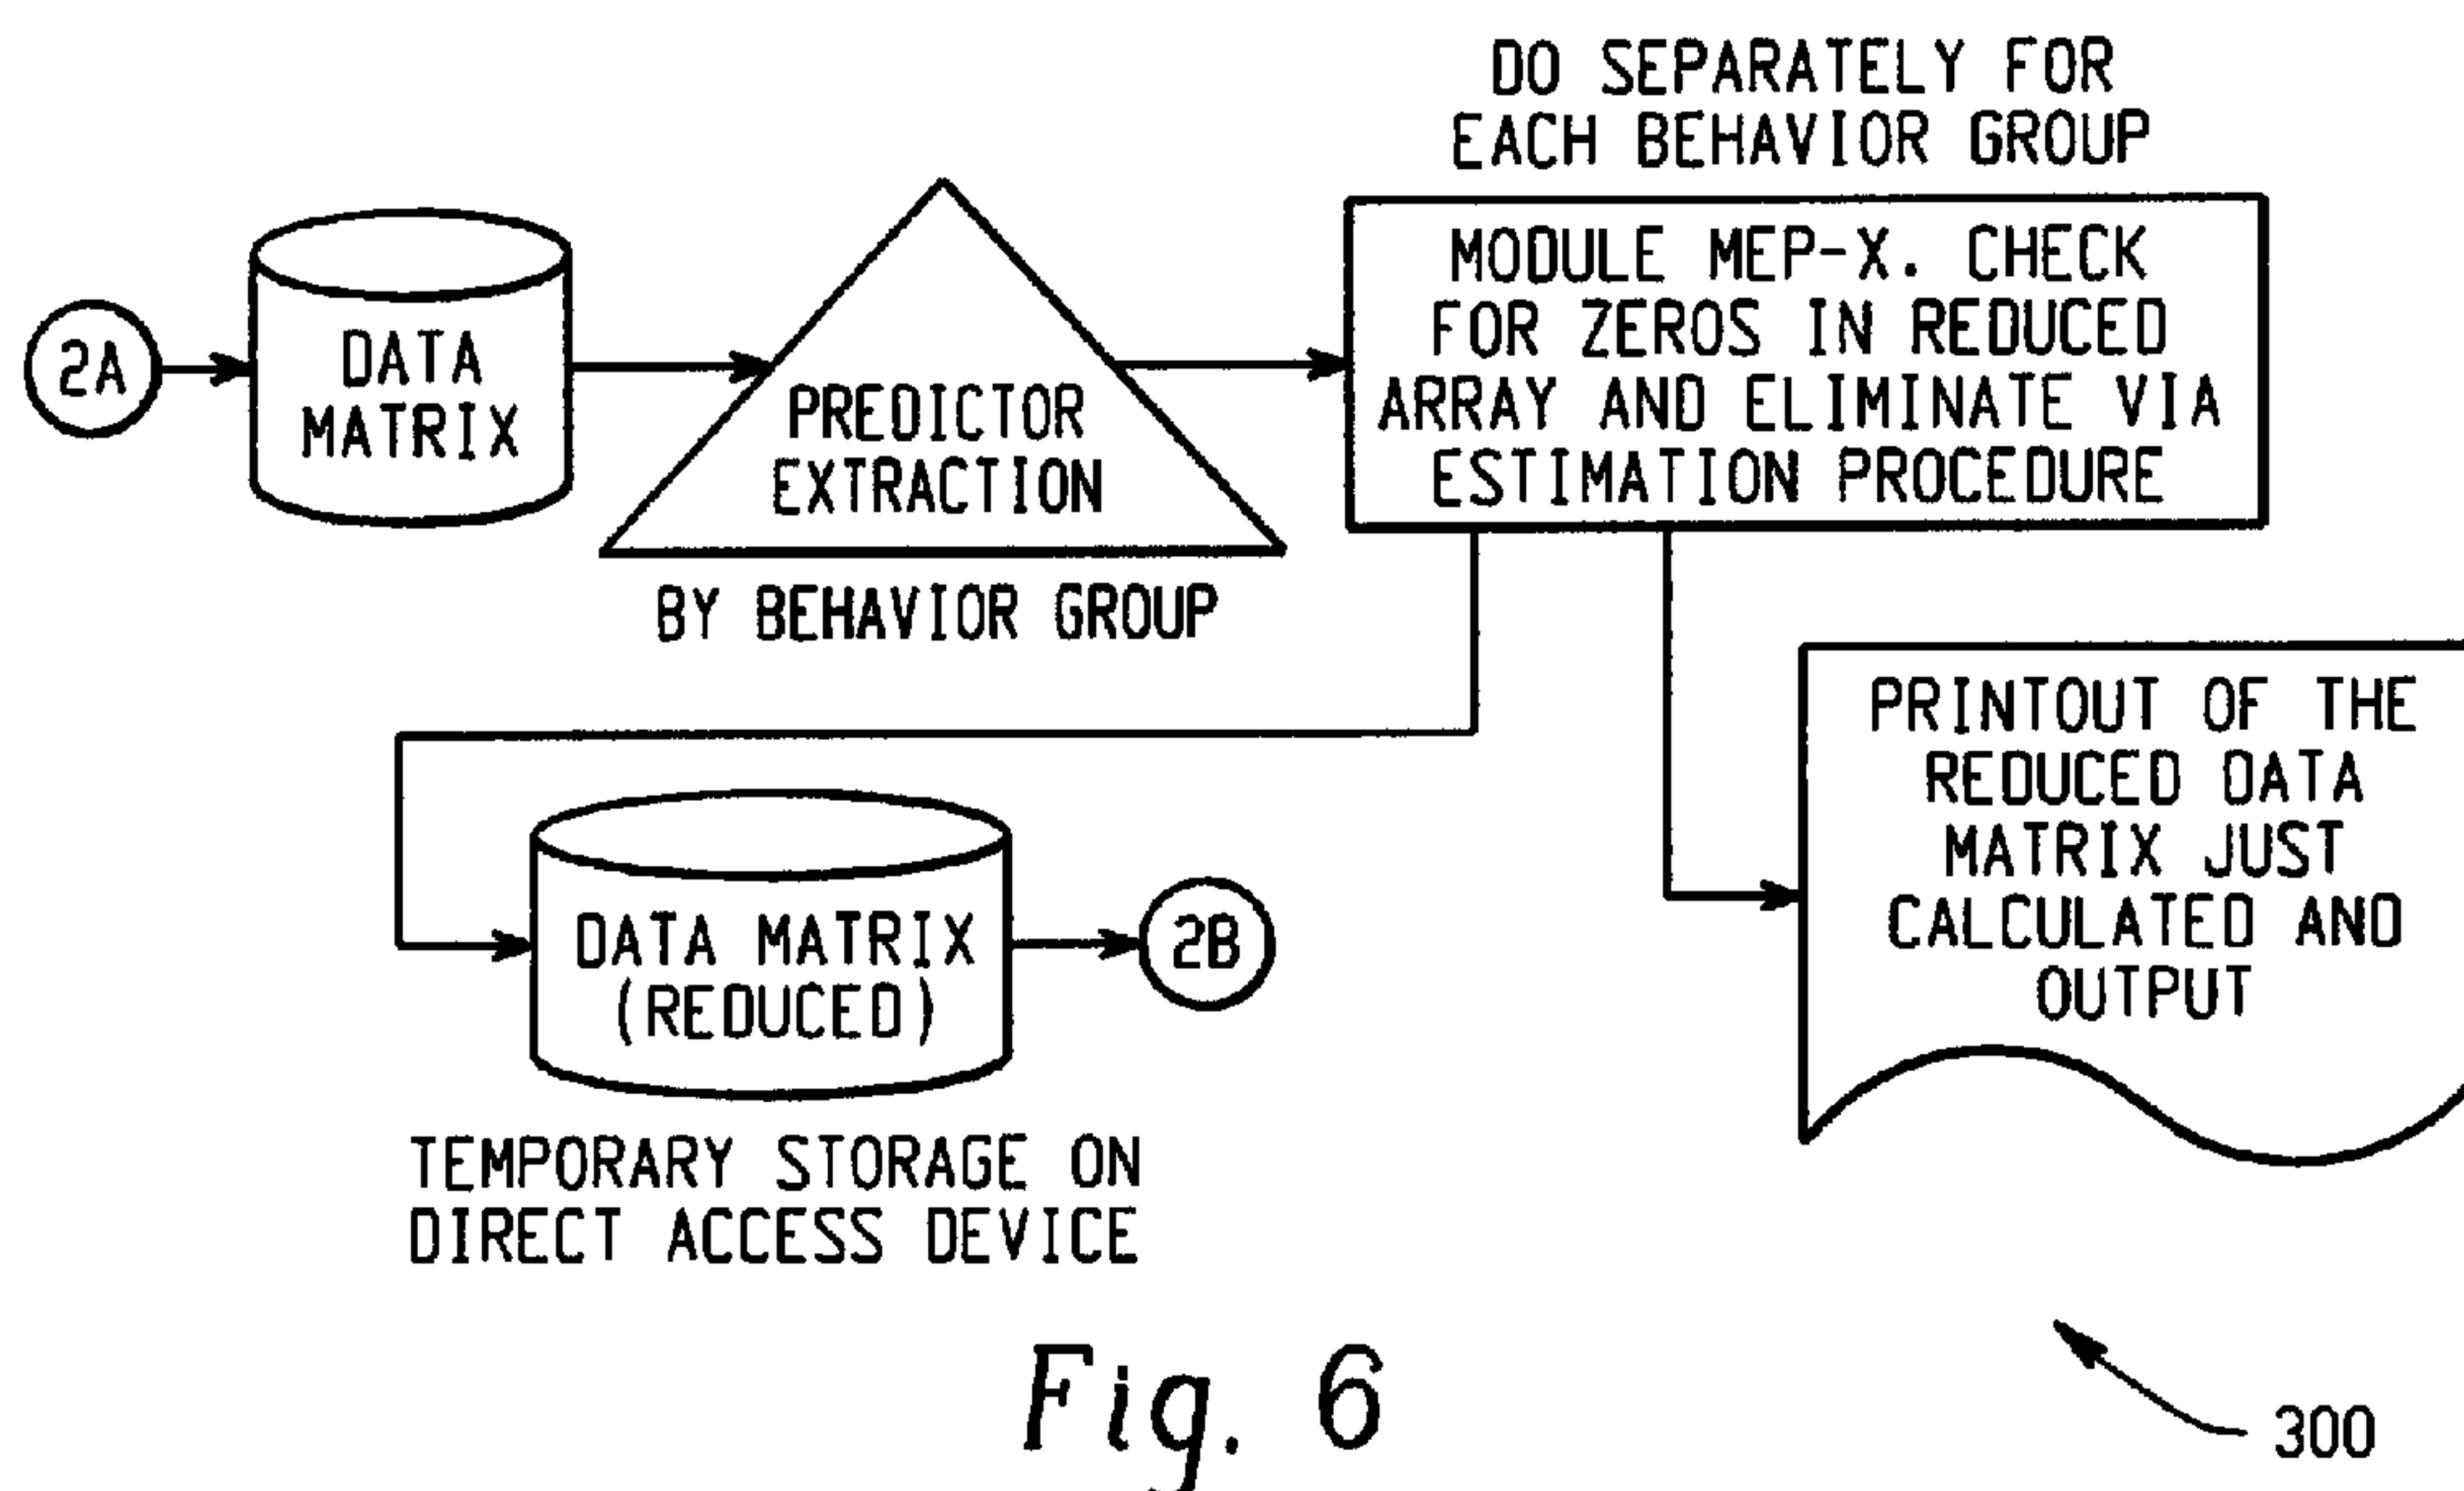 DO SEPARATELY FOR
EACH BEHAVIOR GROUP
2A
DATA
MATRIX
PREDICTOR
EXTRACTION
BY BEHAVIOR GROUP
MODULE MEP-X. CHECK
FOR ZEROS IN REDUCED
ARRAY AND ELIMINATE VIA
ESTIMATION PROCEDURE
PRINTOUT OF THE
REDUCED DATA
MATRIX JUST
CALCULATED AND
OUTPUT
DATA MATRIX
(REDUCED)
2B
TEMPORARY STORAGE ON
DIRECT ACCESS DEVICE
Fig. 6
300